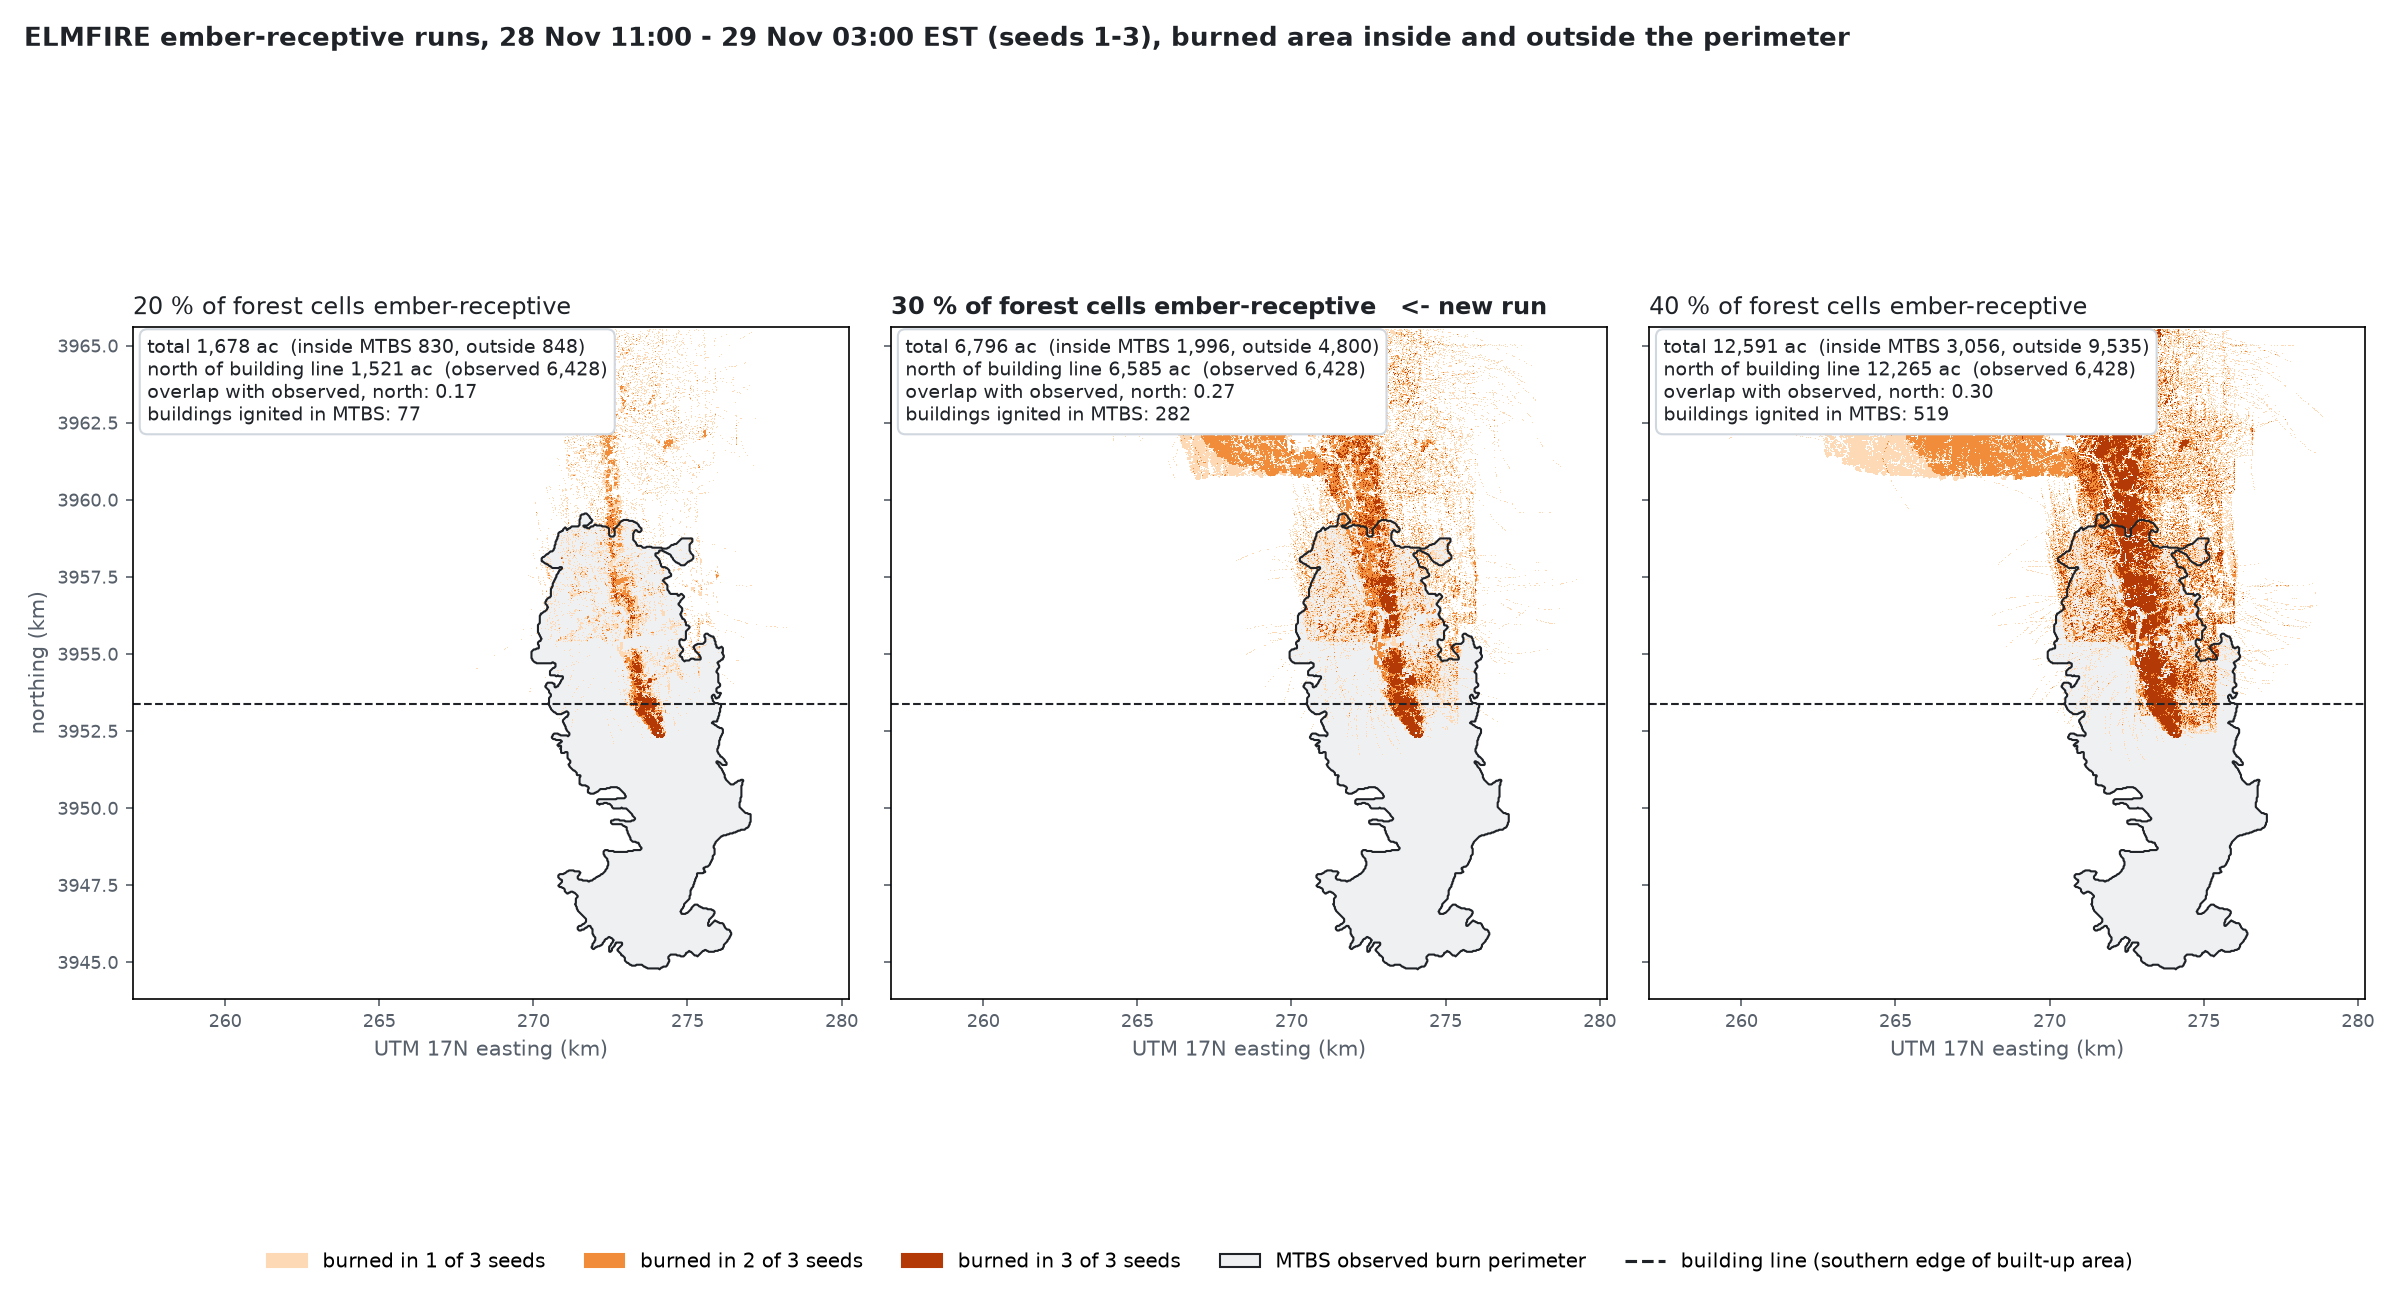 ELMFIRE ember-receptive runs, 28 Nov 11:00 - 29 Nov 03:00 EST (seeds 1-3), burned area inside and outside the perimeter
20 % of forest cells ember-receptive
total 1,678 ac  (inside MTBS 830, outside 848)
north of building line 1,521 ac  (observed 6,428)
overlap with observed, north: 0.17
buildings ignited in MTBS: 77
30 % of forest cells ember-receptive   <- new run
total 6,796 ac  (inside MTBS 1,996, outside 4,800)
north of building line 6,585 ac  (observed 6,428)
overlap with observed, north: 0.27
buildings ignited in MTBS: 282
40 % of forest cells ember-receptive
total 12,591 ac  (inside MTBS 3,056, outside 9,535)
north of building line 12,265 ac  (observed 6,428)
overlap with observed, north: 0.30
buildings ignited in MTBS: 519
northing (km)
3965.0
3962.5
3960.0
3957.5
3955.0
3952.5
3950.0
3947.5
3945.0
260 265 270 275 280
UTM 17N easting (km)
260 265 270 275 280
UTM 17N easting (km)
260 265 270 275 280
UTM 17N easting (km)
burned in 1 of 3 seeds
burned in 2 of 3 seeds
burned in 3 of 3 seeds
MTBS observed burn perimeter
building line (southern edge of built-up area)